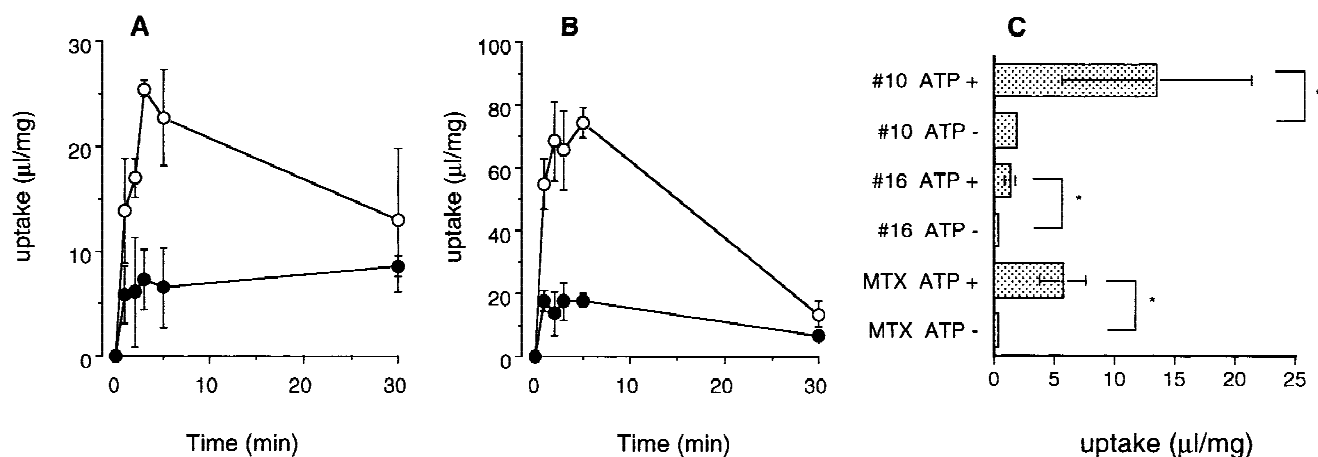 A
30
20
10
0
uptake (μl/mg)
0 10 20 30
Time (min)
B
100
80
60
40
20
0
uptake (μl/mg)
0 10 20 30
Time (min)
C
#10 ATP +
#10 ATP -
#16 ATP +
#16 ATP -
MTX ATP +
MTX ATP -
*
*
*
0 5 10 15 20 25
uptake (μl/mg)